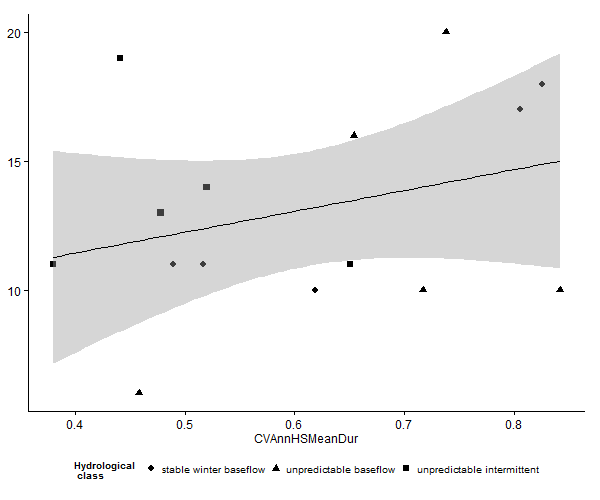 20
15
10
0.4 0.5 0.6 0.7 0.8
CVAnnHSMeanDur
Hydrological
class
stable winter baseflow unpredictable baseflow unpredictable intermittent